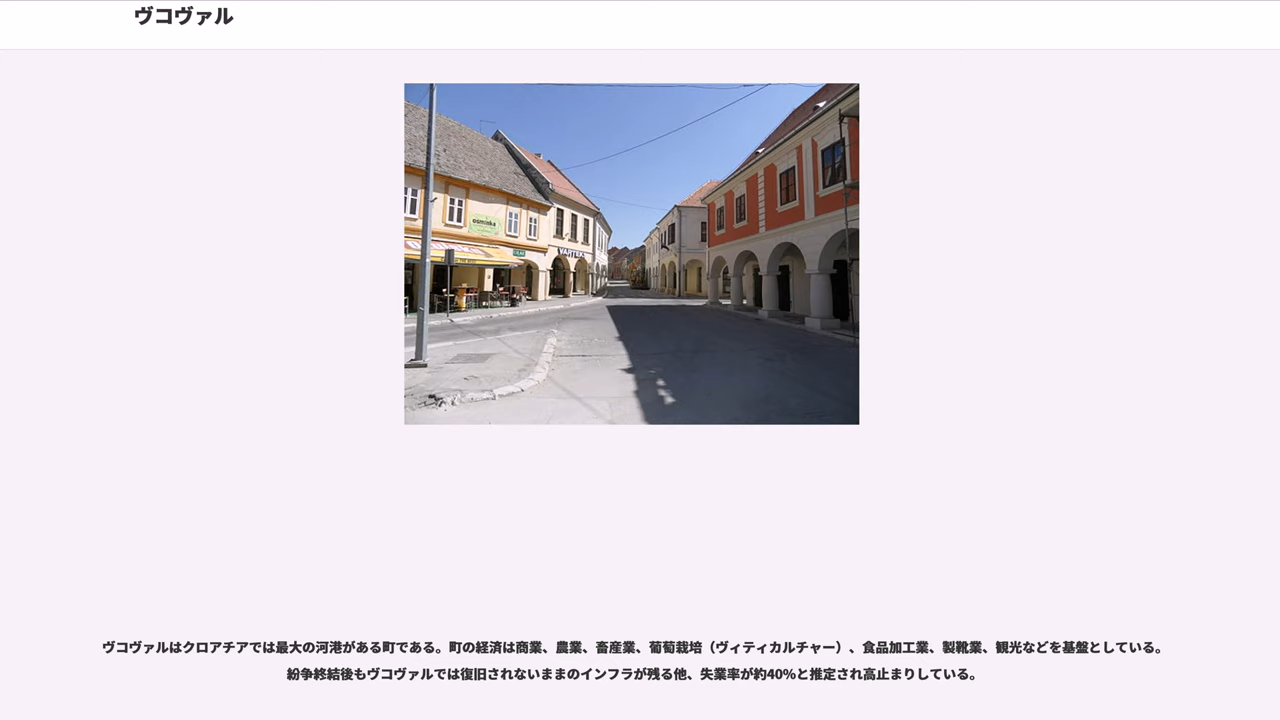 ヴコヴァル
osminka
VARTEKS
ヴコヴァルはクロアチアでは最大の河港がある町である。町の経済は商業、農業、畜産業、葡萄栽培（ヴィティカルチャー）、食品加工業、製靴業、観光などを基盤としている。
紛争終結後もヴコヴァルでは復旧されないままのインフラが残る他、失業率が約40%と推定され高止まりしている。